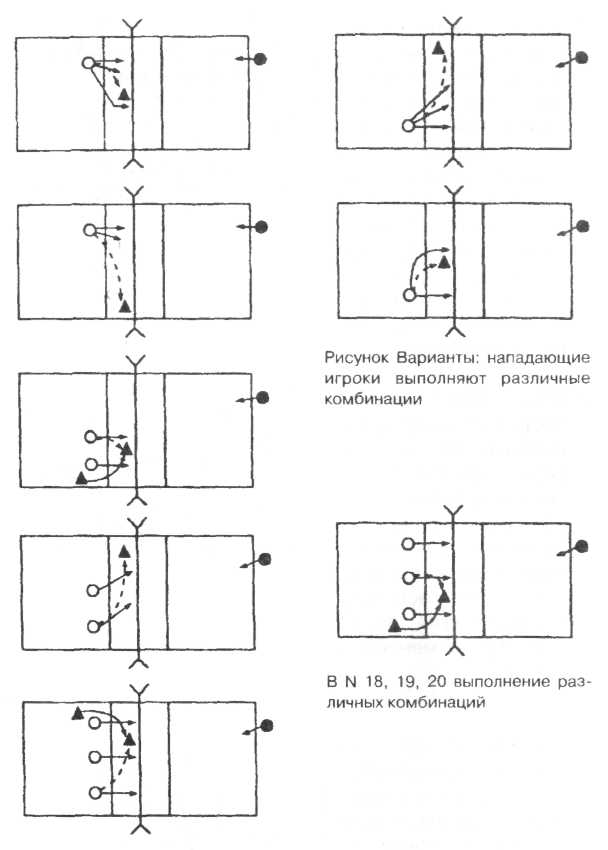 Рисунок Варианты: нападающие
игроки выполняют различные
комбинации
В N 18, 19, 20 выполнение раз-
личных комбинаций